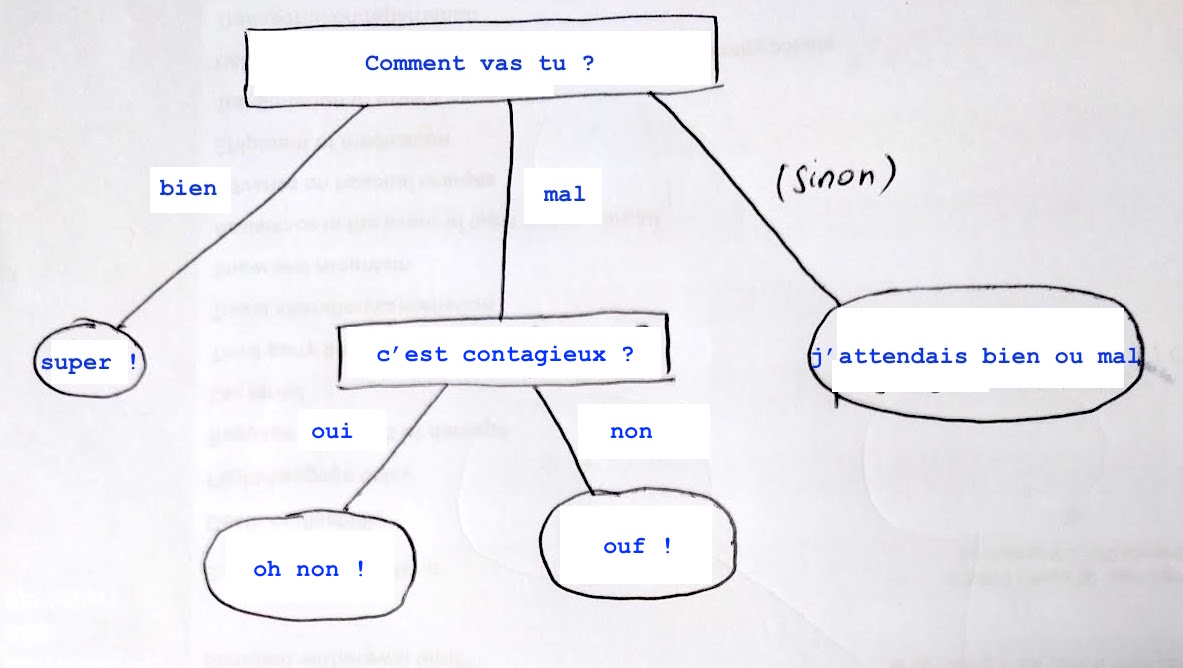 Comment vas tu ?
bien
mal
(sinon)
super !
c’est contagieux ?
j’attendais bien ou mal
oui
non
oh non !
ouf !